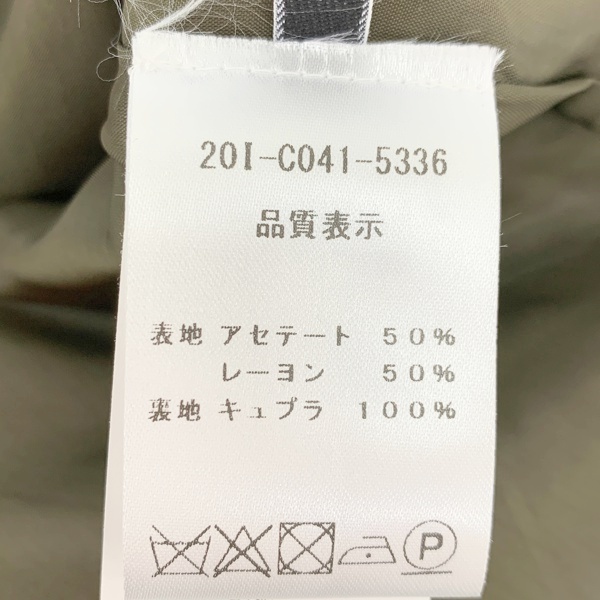 20I-C041-5336
品質表示
表地 アセテート 50%
レーヨン 50%
裏地 キュプラ 100%
P